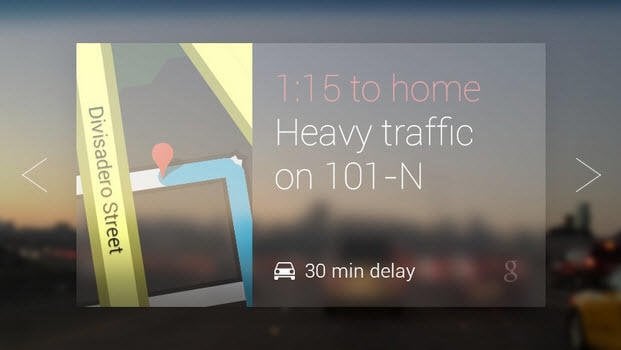 Divisadero Street
1:15 to home
Heavy traffic
on 101-N
30 min delay
g